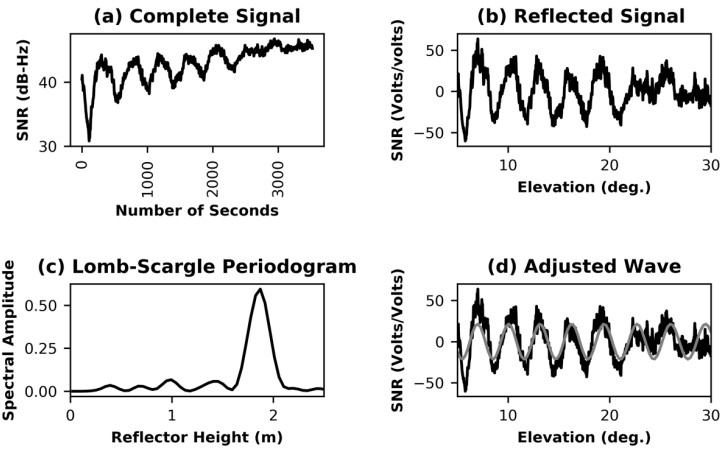 (a) Complete Signal
SNR (dB-Hz)
40
30
0
1000
2000
3000
Number of Seconds
(b) Reflected Signal
SNR (Volts/volts)
50
0
−50
10
20
30
Elevation (deg.)
(c) Lomb-Scargle Periodogram
Spectral Amplitude
0.50
0.25
0.00
0
1
2
Reflector Height (m)
(d) Adjusted Wave
SNR (Volts/Volts)
50
0
−50
10
20
30
Elevation (deg.)